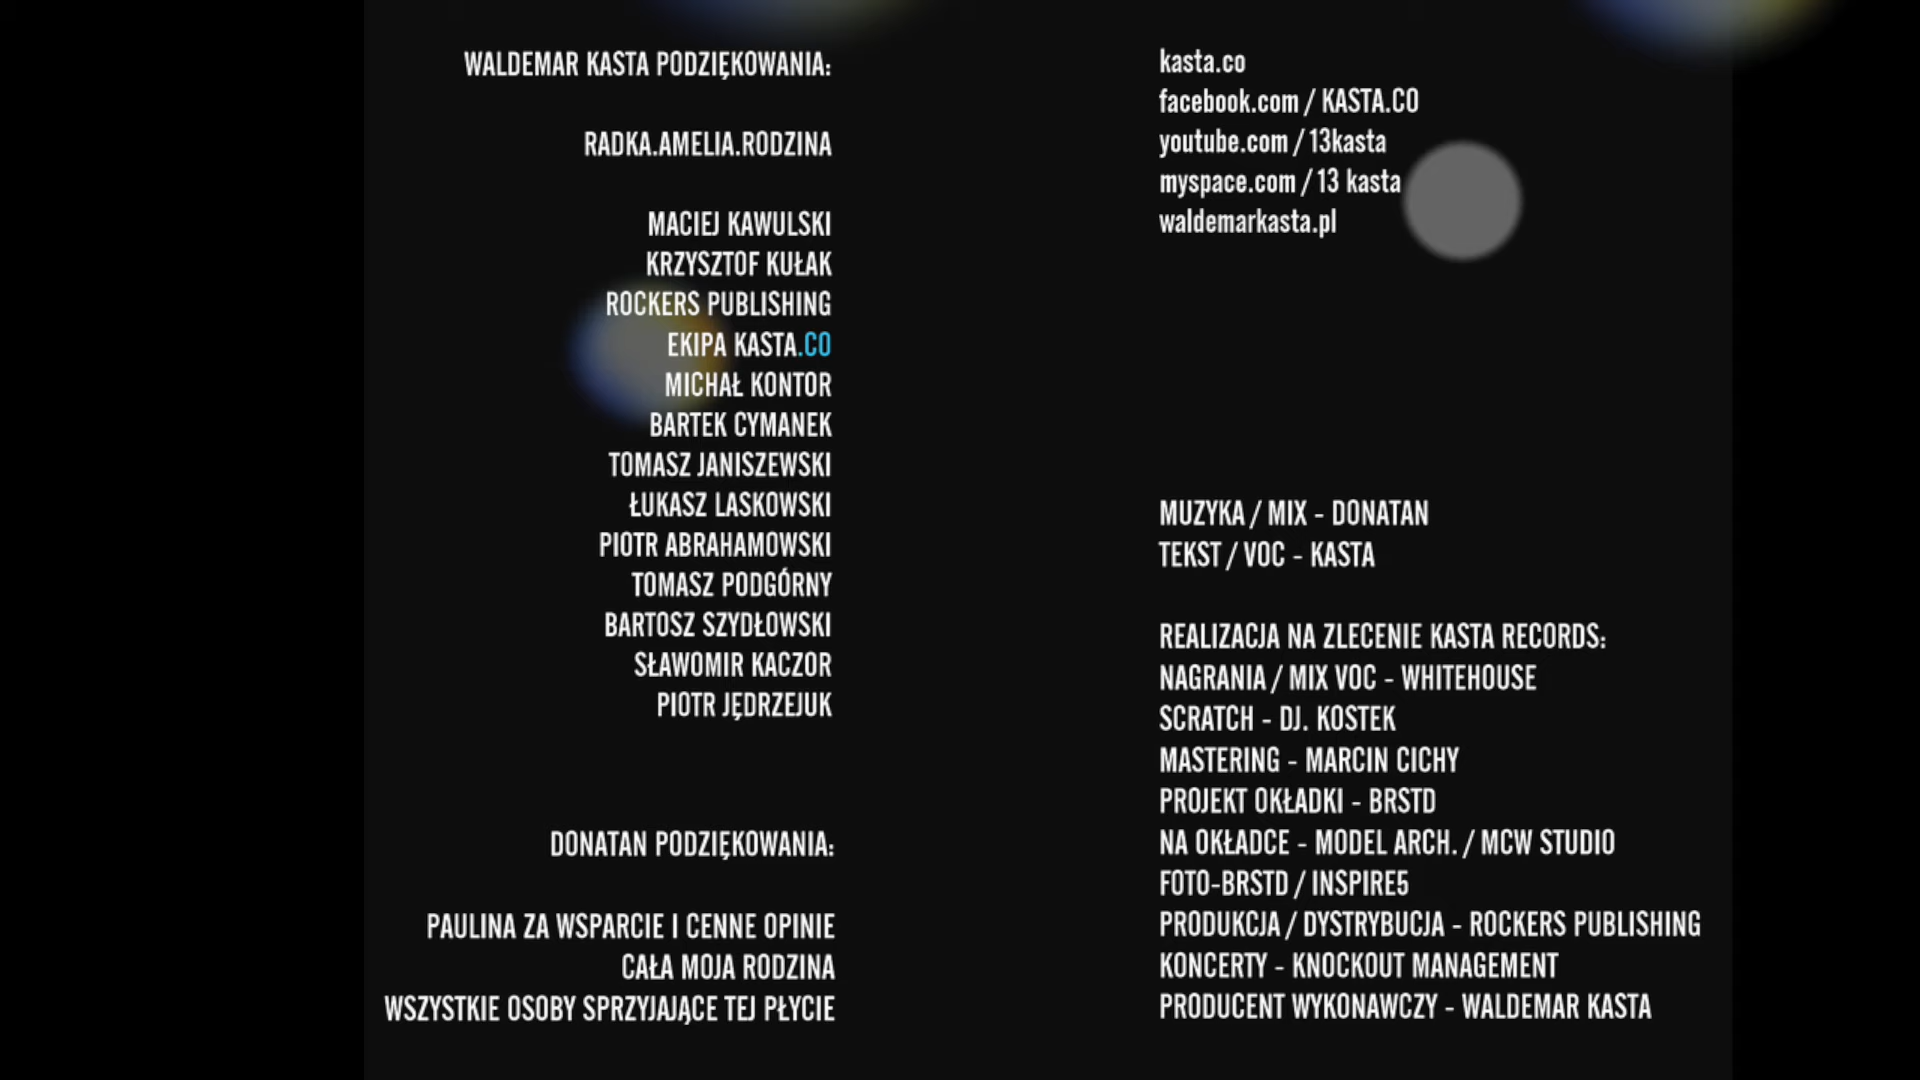 WALDEMAR KASTA PODZIĘKOWANIA:
RADKA.AMELIA.RODZINA
MACIEJ KAWULSKI
KRZYSZTOF KUŁAK
ROCKERS PUBLISHING
EKIPA KASTA.CO
MICHAŁ KONTOR
BARTEK CYMANEK
TOMASZ JANISZEWSKI
ŁUKASZ LASKOWSKI
PIOTR ABRAHAMOWSKI
TOMASZ PODGÓRNY
BARTOSZ SZYDŁOWSKI
SŁAWOMIR KACZOR
PIOTR JĘDRZEJUK
DONATAN PODZIĘKOWANIA:
PAULINA ZA WSPARCIE I CENNE OPINIE
CAŁA MOJA RODZINA
WSZYSTKIE OSOBY SPRZYJAJĄCE TEJ PŁYCIE
kasta.co
facebook.com / KASTA.CO
youtube.com / 13kasta
myspace.com / 13 kasta
waldemarkasta.pl
MUZYKA / MIX - DONATAN
TEKST / VOC - KASTA
REALIZACJA NA ZLECENIE KASTA RECORDS:
NAGRANIA / MIX VOC - WHITEHOUSE
SCRATCH - DJ. KOSTEK
MASTERING - MARCIN CICHY
PROJEKT OKŁADKI - BRSTD
NA OKŁADCE - MODEL ARCH. / MCW STUDIO
FOTO-BRSTD / INSPIRE5
PRODUKCJA / DYSTRYBUCJA - ROCKERS PUBLISHING
KONCERTY - KNOCKOUT MANAGEMENT
PRODUCENT WYKONAWCZY - WALDEMAR KASTA